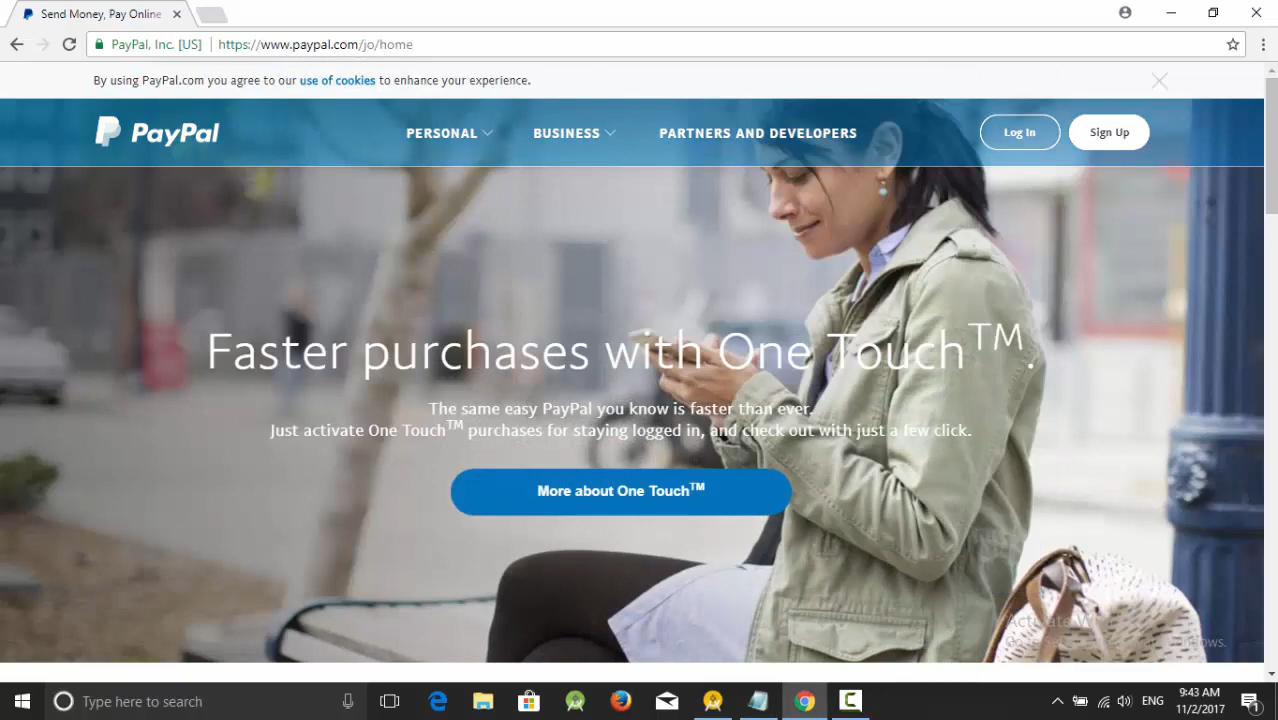 Send Money, Pay Online
PayPal, Inc. [US]
https://www.paypal.com/jo/home
By using PayPal.com you agree to our use of cookies to enhance your experience.
PayPal
PERSONAL
BUSINESS
PARTNERS AND DEVELOPERS
Log In
Sign Up
Faster purchases with One Touch™.
The same easy PayPal you know is faster than ever.
Just activate One Touch™ purchases for staying logged in, and check out with just a few click.
More about One Touch™
Type here to search
ENG
9:43 AM
11/2/2017
1